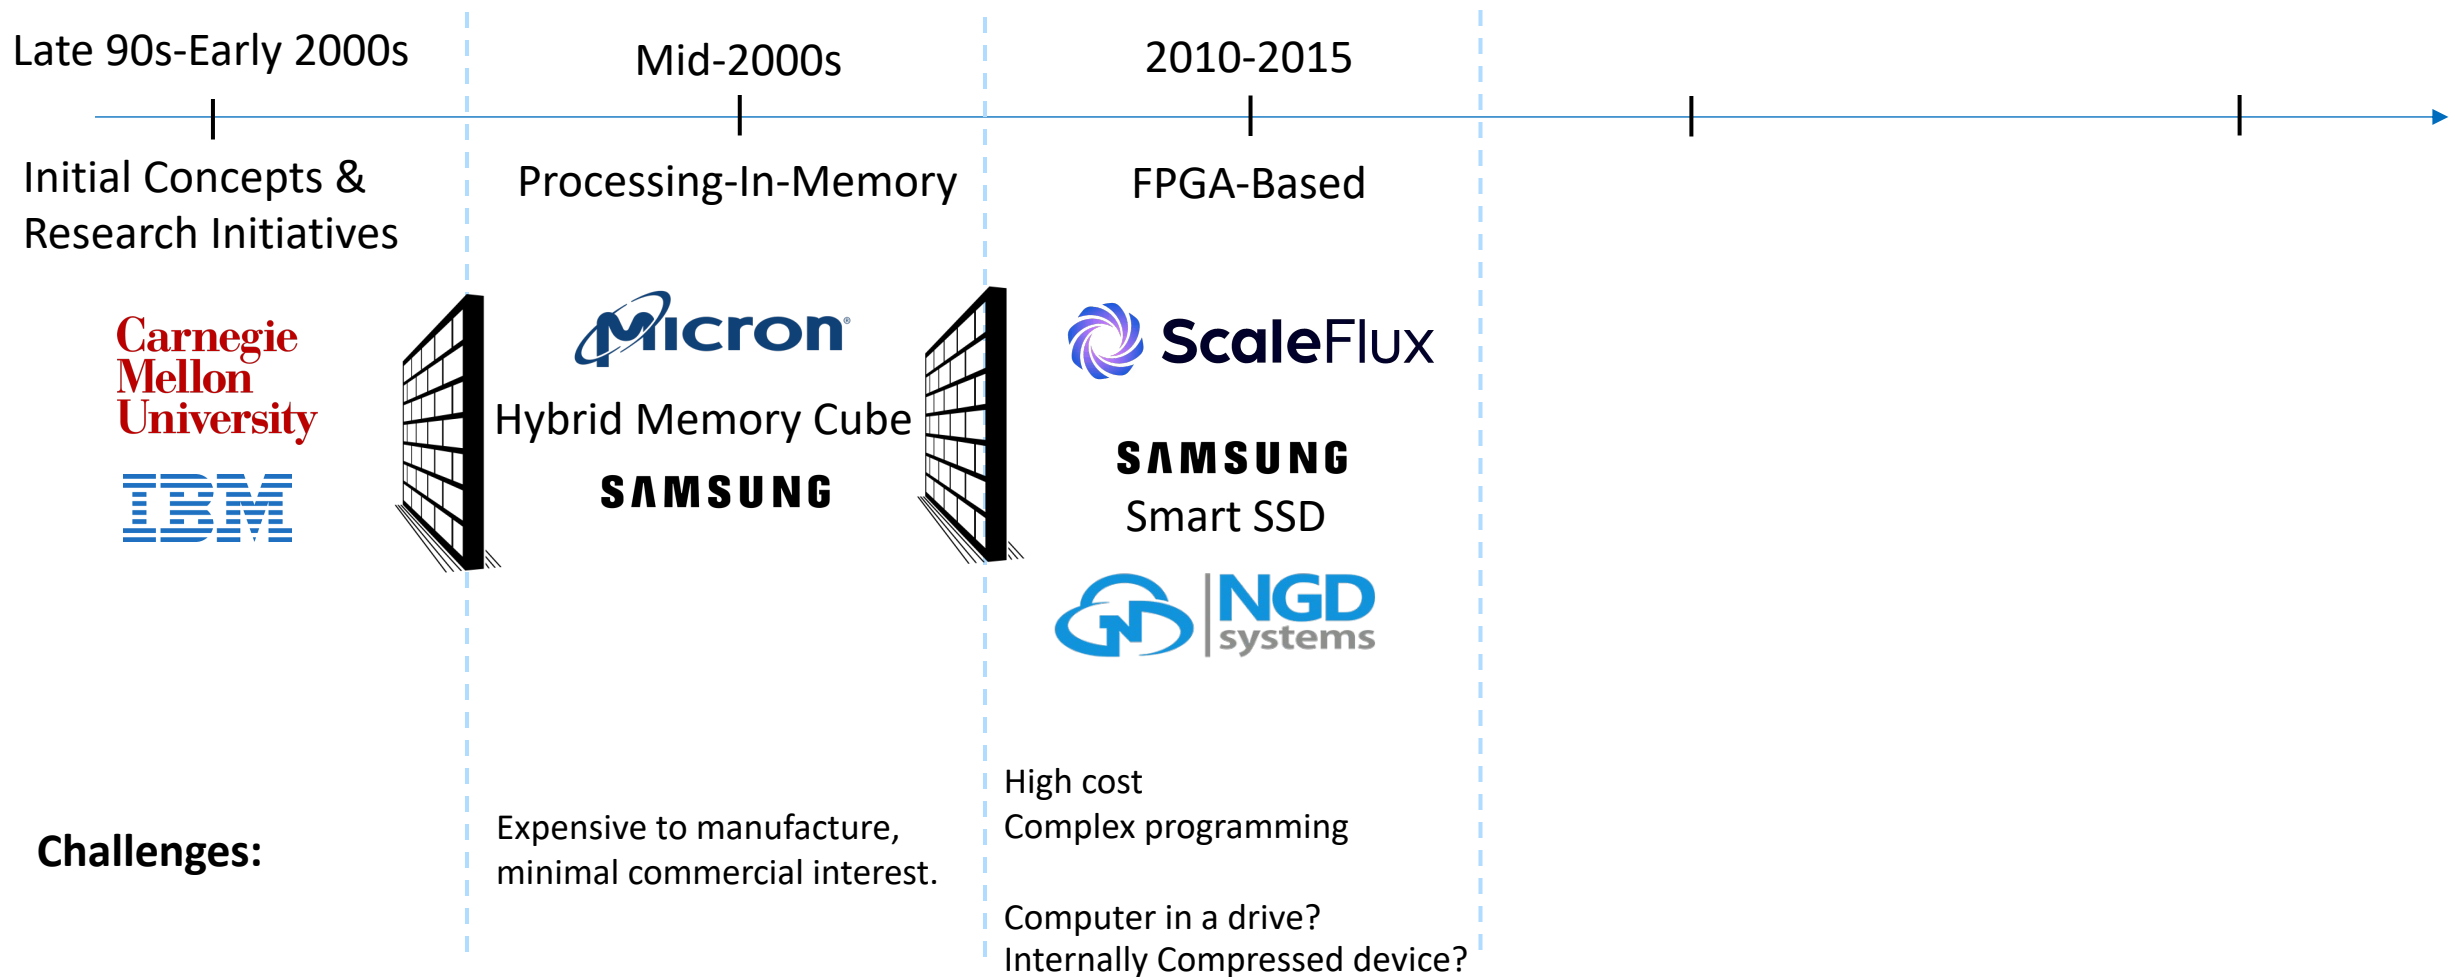 Late 90s-Early 2000s
Mid-2000s
2010-2015
Initial Concepts &
Research Initiatives
Processing-In-Memory
FPGA-Based
Carnegie
Mellon
University
IBM
Micron®
Hybrid Memory Cube
SAMSUNG
ScaleFlux
SAMSUNG
Smart SSD
NGD
systems
Challenges:
Expensive to manufacture,
minimal commercial interest.
High cost
Complex programming
Computer in a drive?
Internally Compressed device?